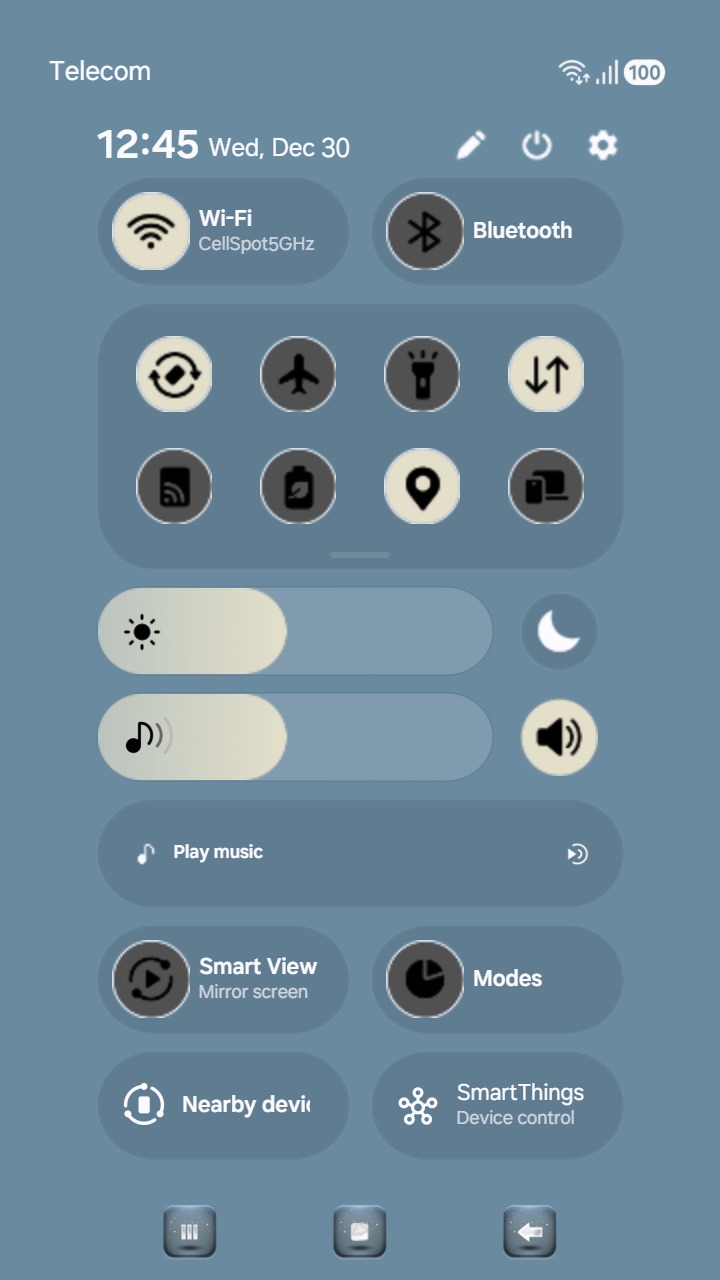 Telecom
100
12:45 Wed, Dec 30
Wi-Fi
CellSpot5GHz
Bluetooth
Play music
Smart View
Mirror screen
Modes
Nearby devi
SmartThings
Device control